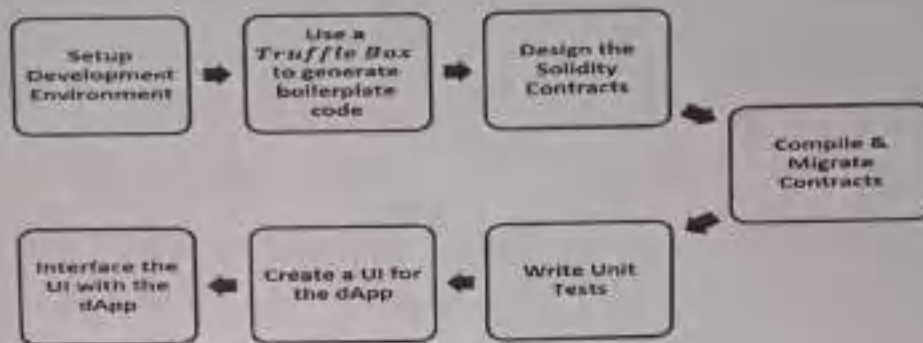 Setup
Development
Environment
Use a
Truffle Box
to generate
boilerplate
code
Design the
Solidity
Contracts
Compile &
Migrate
Contracts
Write Unit
Tests
Create a UI for
the dApp
Interface the
UI with the
dApp